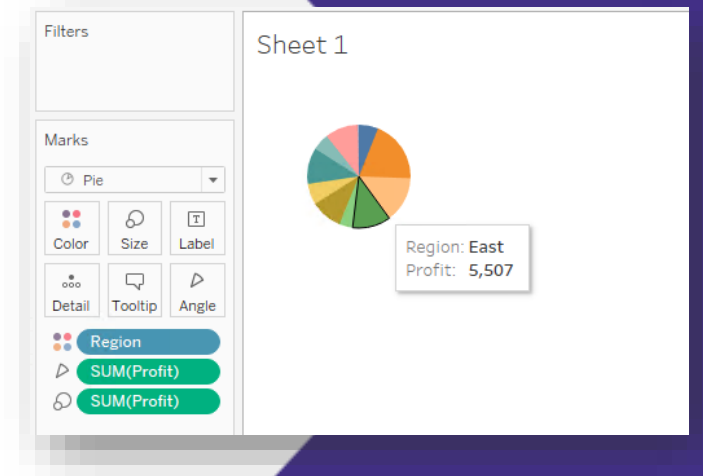 Filters
Sheet 1
Marks
Pie
Color Size Label
Detail Tooltip Angle
Region
SUM(Profit)
SUM(Profit)
Region: East
Profit: 5,507